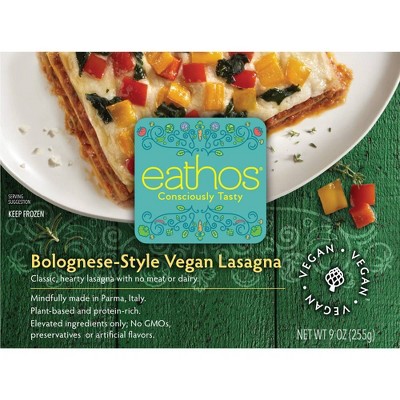 eathos®
Consciously Tasty
SERVING
SUGGESTION
KEEP FROZEN
Bolognese-Style Vegan Lasagna
Classic, hearty lasagna with no meat or dairy
Mindfully made in Parma, Italy.
Plant-based and protein-rich.
Elevated ingredients only; No GMOs,
preservatives or artificial flavors.
VEGAN • VEGAN • VEGAN •
NET WT 9 OZ (255g)